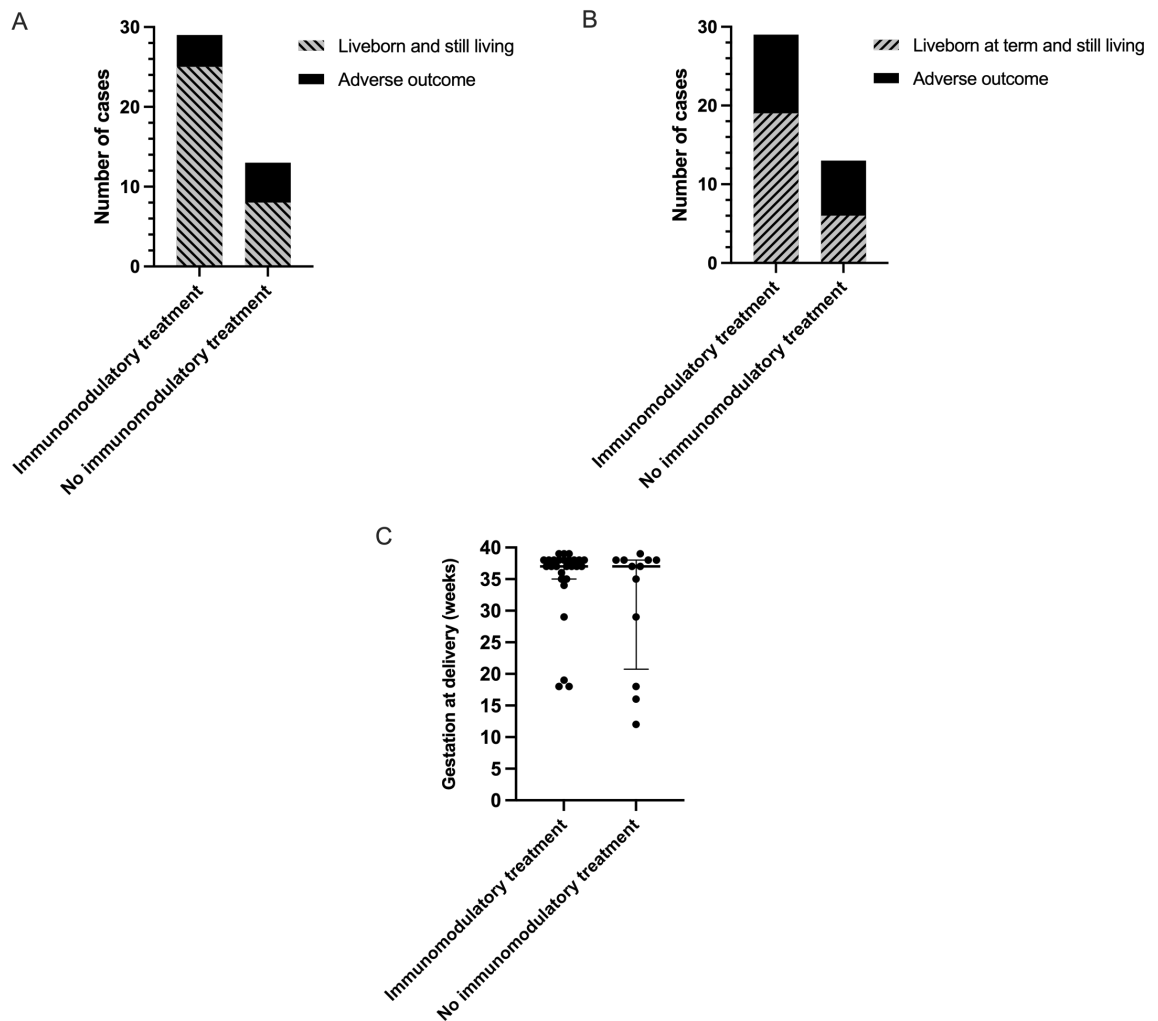 A
Number of cases
30
20
10
0
Liveborn and still living
Adverse outcome
Immunomodulatory treatment
No immunomodulatory treatment
B
Number of cases
30
20
10
0
Liveborn at term and still living
Adverse outcome
Immunomodulatory treatment
No immunomodulatory treatment
C
Gestation at delivery (weeks)
40
35
30
25
20
15
10
5
0
Immunomodulatory treatment
No immunomodulatory treatment